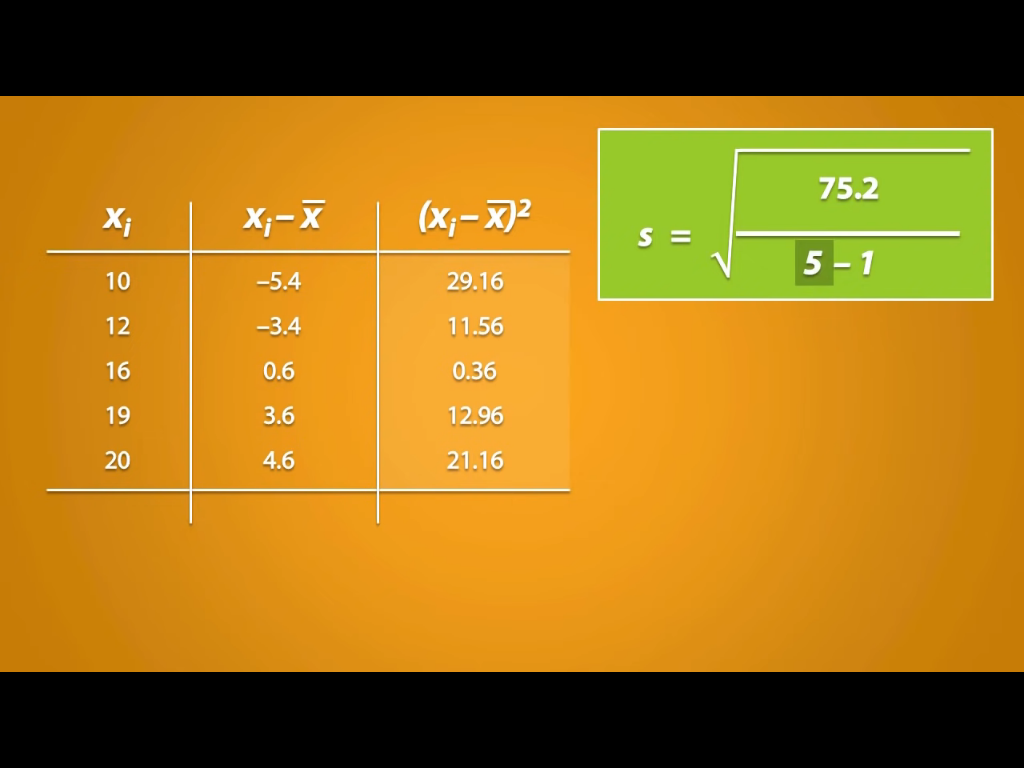 xᵢ xᵢ – x̅ (xᵢ – x̅)²
10 –5.4 29.16
12 –3.4 11.56
16 0.6 0.36
19 3.6 12.96
20 4.6 21.16
s = √
75.2
5 – 1